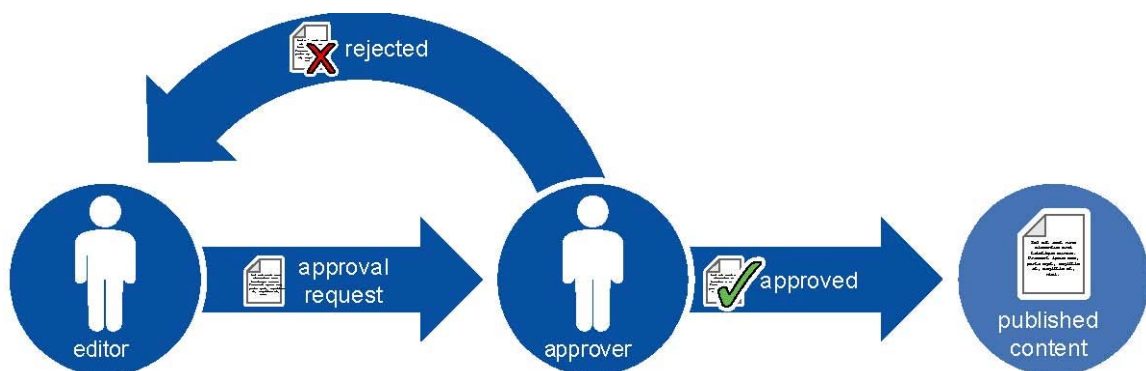 rejected
approval
request
approved
editor
approver
published
content